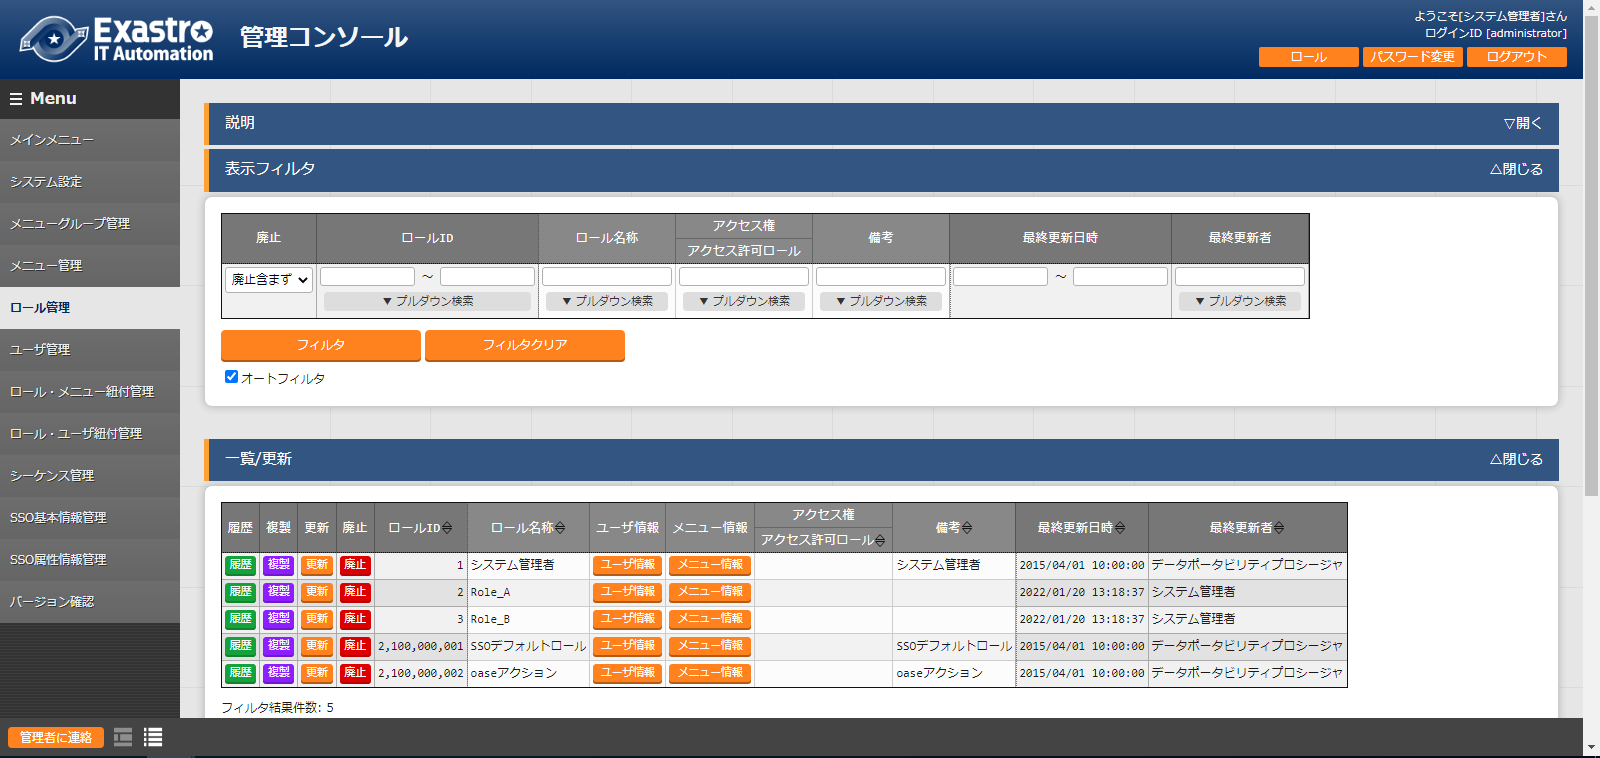 Exastro
IT Automation
管理コンソール
ようこそ[システム管理者]さん
ログインID [administrator]
ロール パスワード変更 ログアウト
Menu
メインメニュー
システム設定
メニューグループ管理
メニュー管理
ロール管理
ユーザ管理
ロール・メニュー紐付管理
ロール・ユーザ紐付管理
シーケンス管理
SSO基本情報管理
SSO属性情報管理
バージョン確認
説明 ▽開く
表示フィルタ △閉じる
廃止 ロールID ロール名称 アクセス権 備考 最終更新日時 最終更新者
アクセス許可ロール
廃止含まず ～ ～
▼ プルダウン検索 ▼ プルダウン検索 ▼ プルダウン検索 ▼ プルダウン検索 ▼ プルダウン検索
フィルタ フィルタクリア
オートフィルタ
一覧/更新 △閉じる
履歴 複製 更新 廃止 ロールID ロール名称 ユーザ情報 メニュー情報 アクセス権 備考 最終更新日時 最終更新者
アクセス許可ロール
履歴 複製 更新 廃止 1 システム管理者 ユーザ情報 メニュー情報 システム管理者 2015/04/01 10:00:00 データポータビリティプロシージャ
履歴 複製 更新 廃止 2 Role_A ユーザ情報 メニュー情報 2022/01/20 13:18:37 システム管理者
履歴 複製 更新 廃止 3 Role_B ユーザ情報 メニュー情報 2022/01/20 13:18:37 システム管理者
履歴 複製 更新 廃止 2,100,000,001 SSOデフォルトロール ユーザ情報 メニュー情報 SSOデフォルトロール 2015/04/01 10:00:00 データポータビリティプロシージャ
履歴 複製 更新 廃止 2,100,000,002 oaseアクション ユーザ情報 メニュー情報 oaseアクション 2015/04/01 10:00:00 データポータビリティプロシージャ
フィルタ結果件数: 5
管理者に連絡